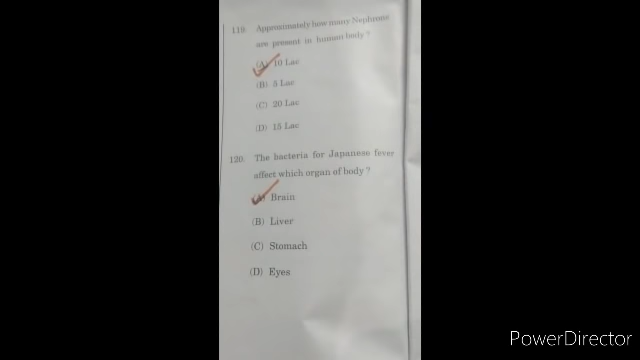 119. Approximately how many Nephrons
are present in human body ?
(A) 10 Lac
(B) 5 Lac
(C) 20 Lac
(D) 15 Lac
120. The bacteria for Japanese fever
affect which organ of body ?
(A) Brain
(B) Liver
(C) Stomach
(D) Eyes
PowerDirector